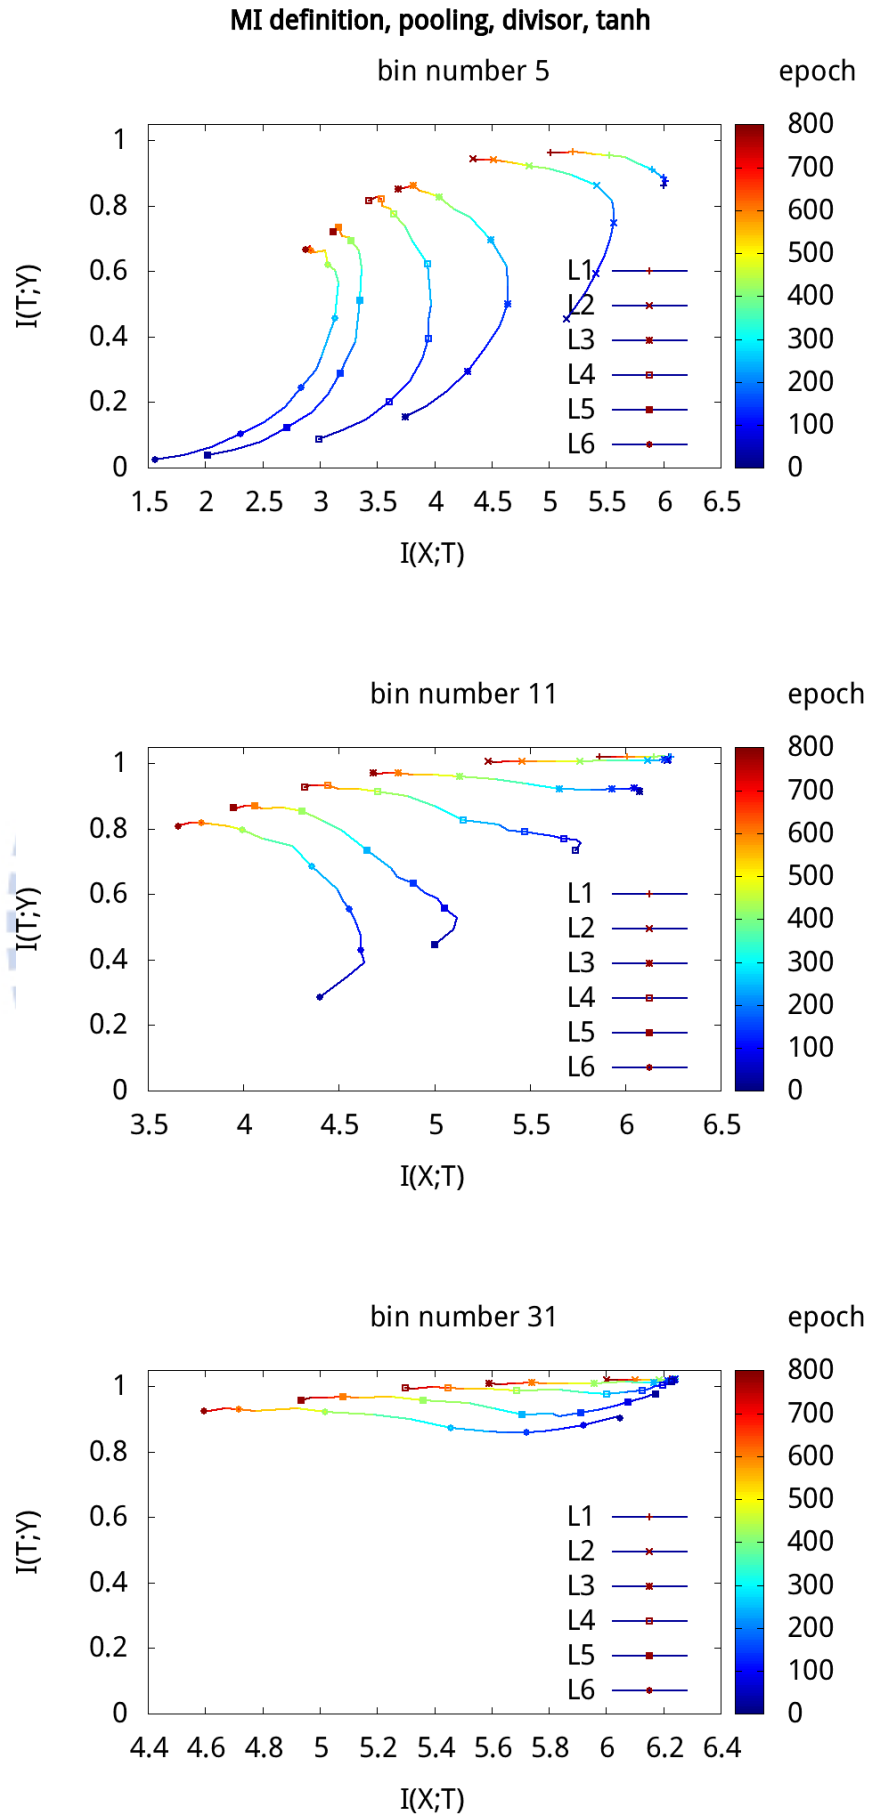 MI definition, pooling, divisor, tanh
bin number 5
epoch
I(T;Y)
1
0.8
0.6
0.4
0.2
0
L1
L2
L3
L4
L5
L6
800
700
600
500
400
300
200
100
0
1.5 2 2.5 3 3.5 4 4.5 5 5.5 6 6.5
I(X;T)
bin number 11
epoch
I(T;Y)
1
0.8
0.6
0.4
0.2
0
L1
L2
L3
L4
L5
L6
800
700
600
500
400
300
200
100
0
3.5 4 4.5 5 5.5 6 6.5
I(X;T)
bin number 31
epoch
I(T;Y)
1
0.8
0.6
0.4
0.2
0
L1
L2
L3
L4
L5
L6
800
700
600
500
400
300
200
100
0
4.4 4.6 4.8 5 5.2 5.4 5.6 5.8 6 6.2 6.4
I(X;T)